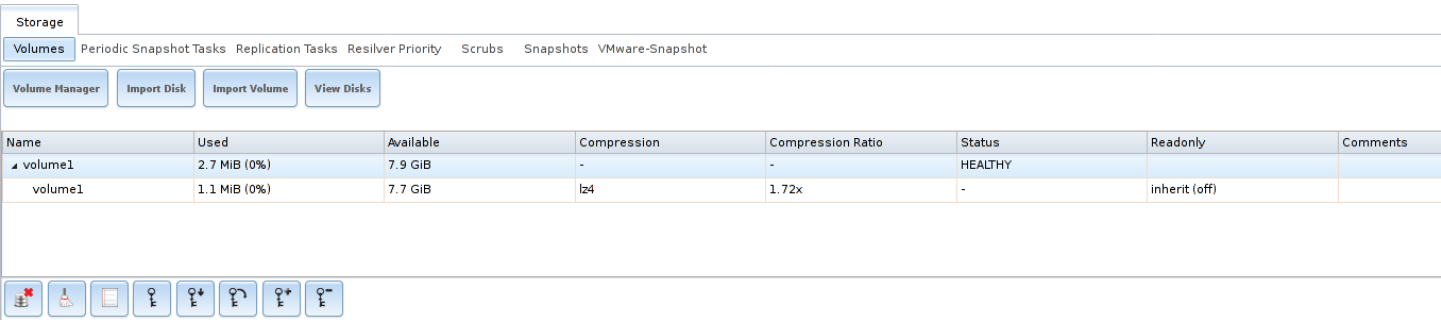 Storage
Volumes Periodic Snapshot Tasks Replication Tasks Resilver Priority Scrubs Snapshots VMware-Snapshot
Volume Manager Import Disk Import Volume View Disks
Name Used Available Compression Compression Ratio Status Readonly Comments
volume1 2.7 MiB (0%) 7.9 GiB - - HEALTHY
volume1 1.1 MiB (0%) 7.7 GiB lz4 1.72x - inherit (off)